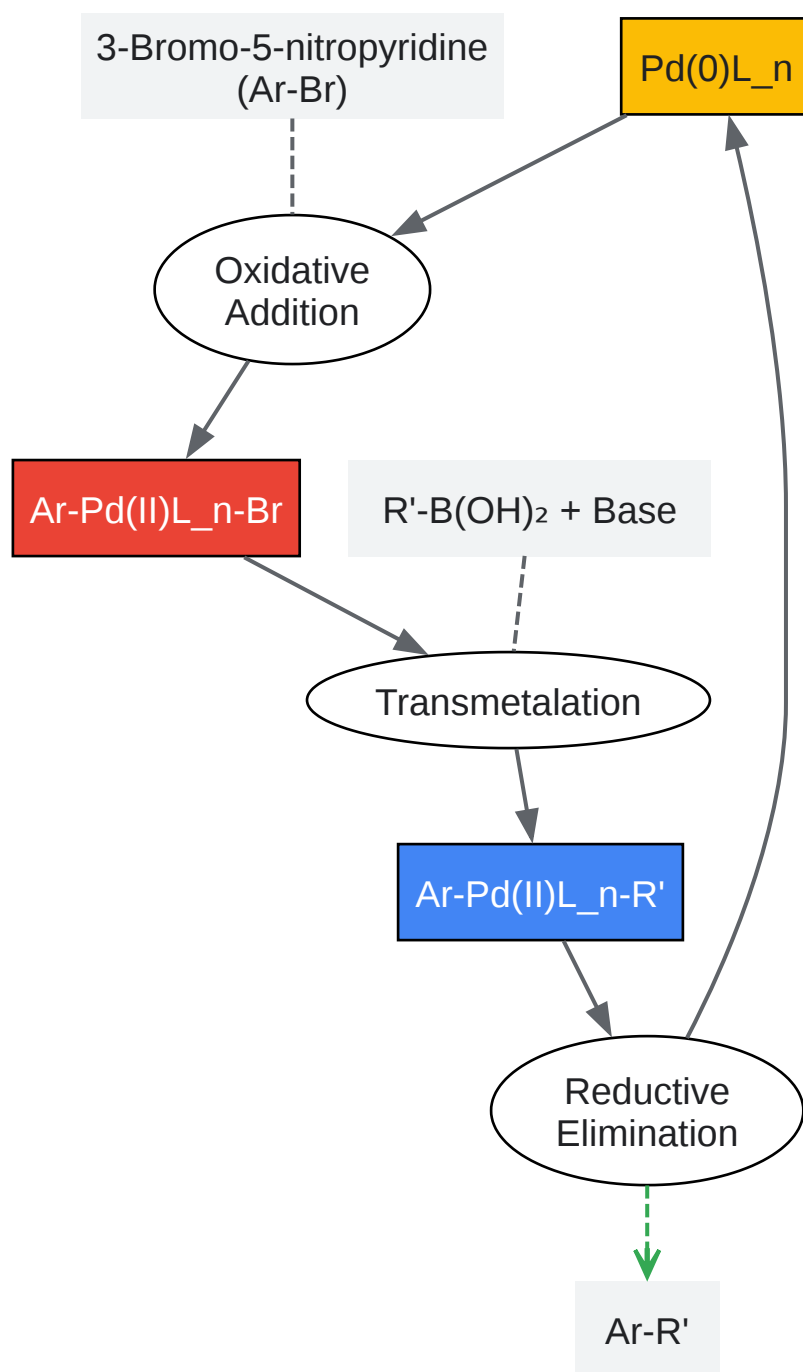 3-Bromo-5-nitropyridine
(Ar-Br)
Pd(0)L_n
Oxidative
Addition
Ar-Pd(II)L_n-Br
R'-B(OH)₂ + Base
Transmetalation
Ar-Pd(II)L_n-R'
Reductive
Elimination
Ar-R'